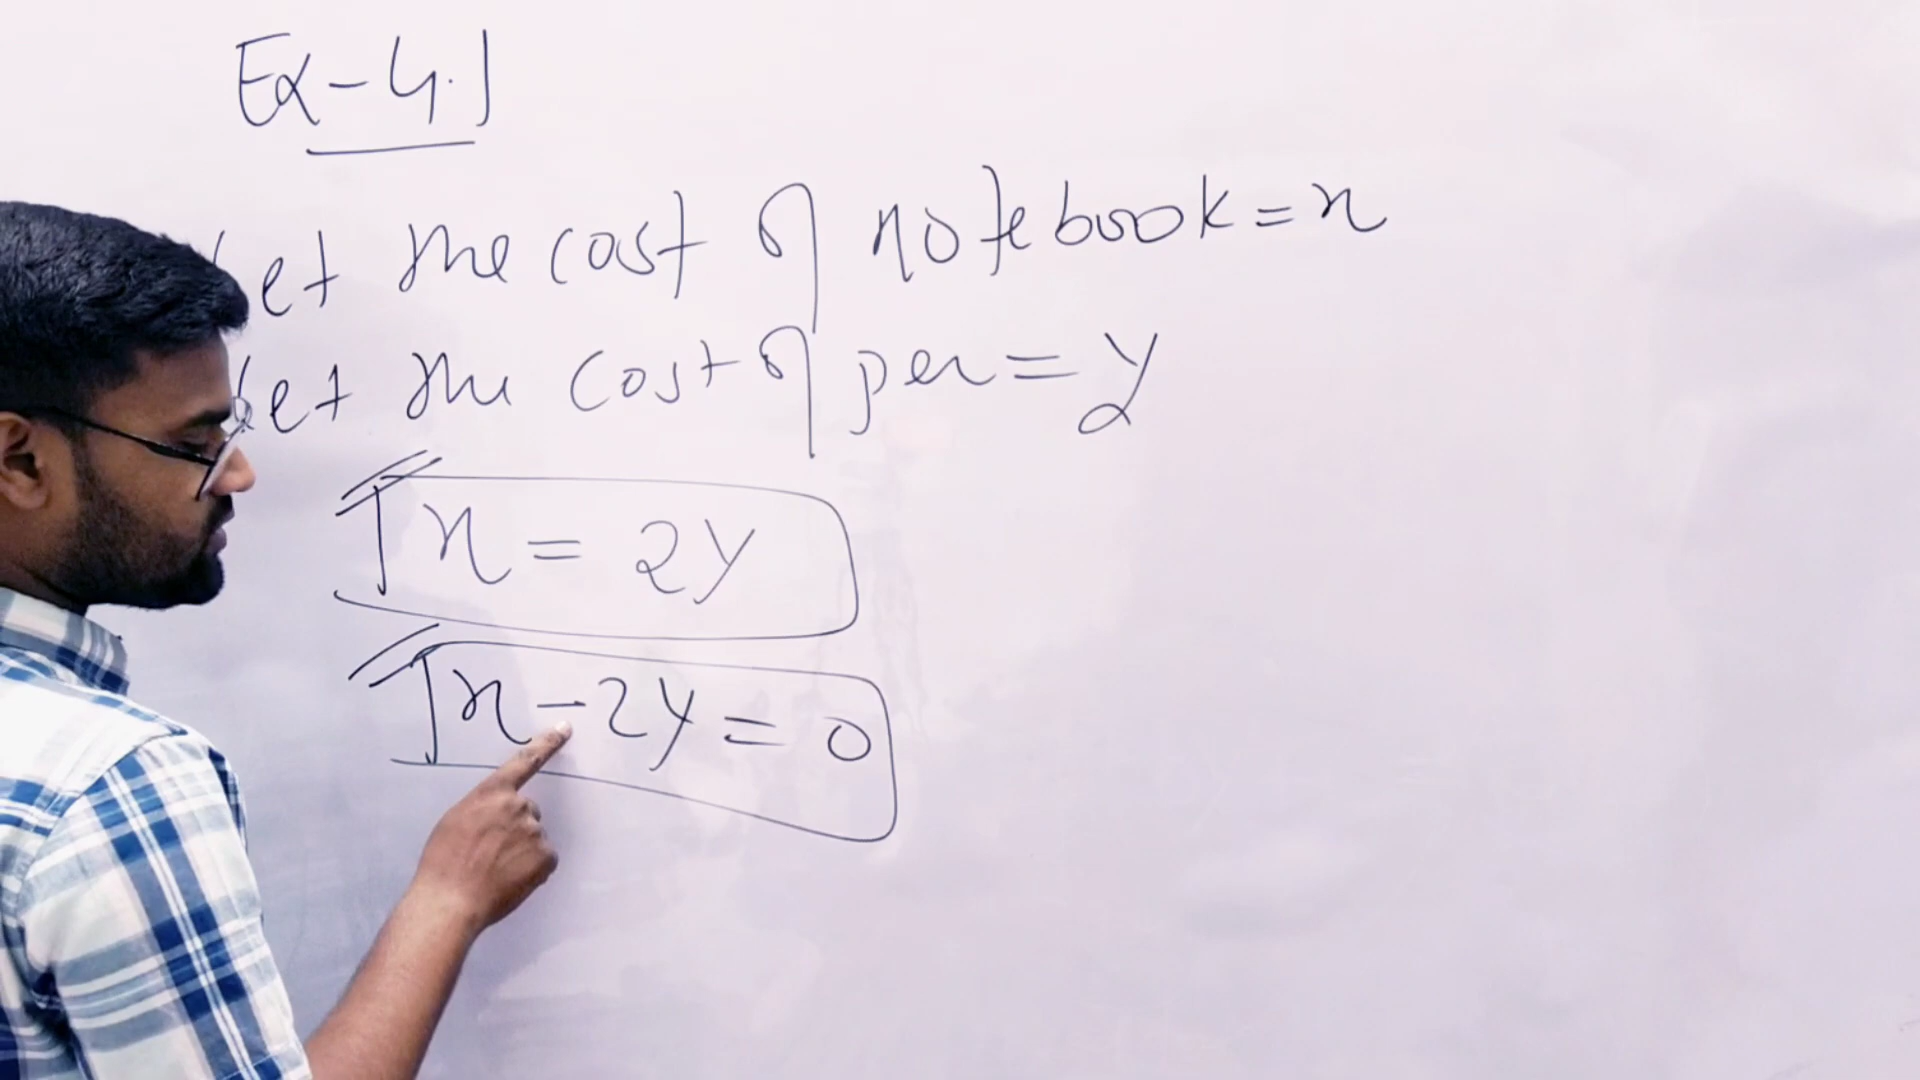 Ex-4.1
Let the cost of notebook = x
Let the cost of pen = y
x = 2y
x - 2y = 0